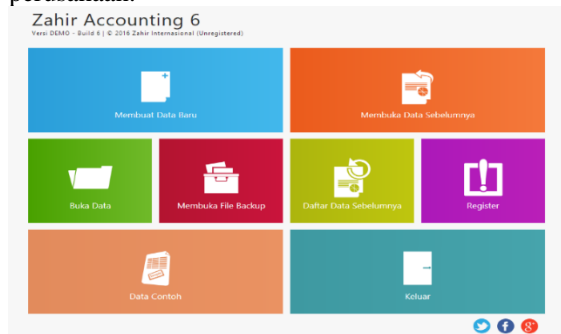 perusahaan.
Zahir Accounting 6
Versi DEMO - Build 6 | © 2016 Zahir Internasional (Unregistered)
Membuat Data Baru
Membuka Data Sebelumnya
Buka Data
Membuka File Backup
Daftar Data Sebelumnya
Register
Data Contoh
Keluar